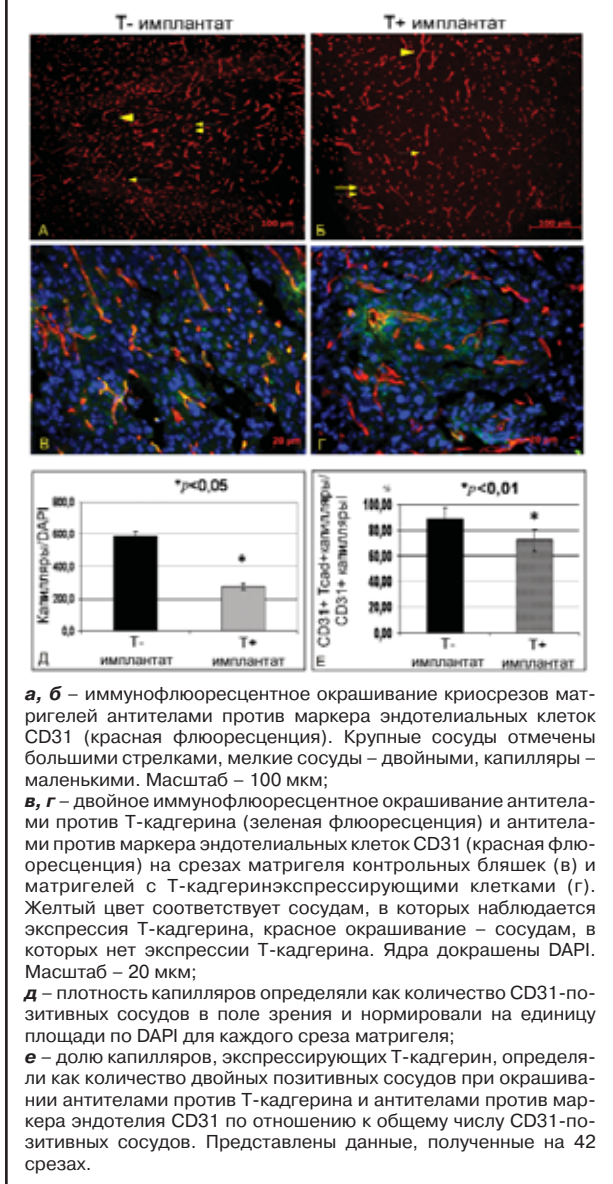 Т- имплантат
Т+ имплантат
100 μm
А
100 μm
Б
20 μm
В
Г
*p<0,05
Капилляры/DAPI
800,0
600,0
400,0
200,0
0,0
*
Т-
имплантат
Т+
имплантат
Д
*p<0,01
%
CD31+ Tcad+капилляры/
CD31+ капилляры
100,00
80,00
60,00
40,00
20,00
0,00
*
Т-
имплантат
Т+
имплантат
Е
а, б – иммунофлюоресцентное окрашивание криосрезов мат-
ригелей антителами против маркера эндотелиальных клеток
CD31 (красная флюоресценция). Крупные сосуды отмечены
большими стрелками, мелкие сосуды – двойными, капилляры –
маленькими. Масштаб – 100 мкм;
в, г – двойное иммунофлюоресцентное окрашивание антитела-
ми против Т-кадгерина (зеленая флюоресценция) и антитела-
ми против маркера эндотелиальных клеток CD31 (красная флю-
оресценция) на срезах матригеля контрольных бляшек (в) и
матригелей с Т-кадгеринэкспрессирующими клетками (г).
Желтый цвет соответствует сосудам, в которых наблюдается
экспрессия Т-кадгерина, красное окрашивание – сосудам, в
которых нет экспрессии Т-кадгерина. Ядра докрашены DAPI.
Масштаб – 20 мкм;
д – плотность капилляров определяли как количество CD31-по-
зитивных сосудов в поле зрения и нормировали на единицу
площади по DAPI для каждого среза матригеля;
е – долю капилляров, экспрессирующих Т-кадгерин, определя-
ли как количество двойных позитивных сосудов при окрашива-
нии антителами против Т-кадгерина и антителами против мар-
кера эндотелия CD31 по отношению к общему числу CD31-по-
зитивных сосудов. Представлены данные, полученные на 42
срезах.